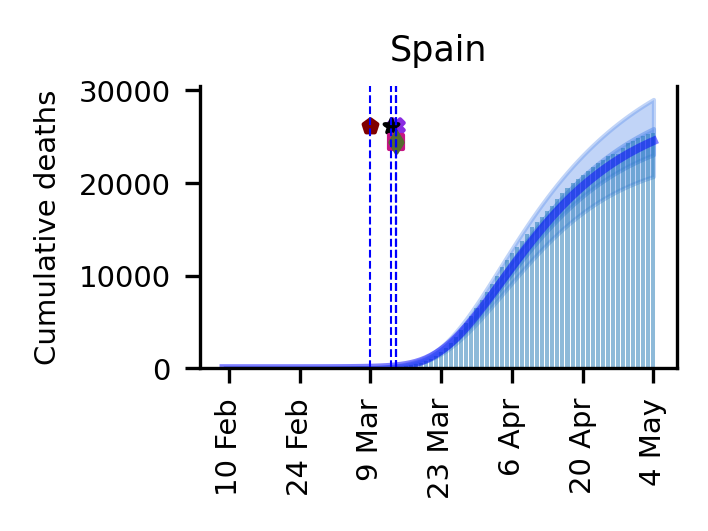 Spain
Cumulative deaths
30000
20000
10000
0
10 Feb
24 Feb
9 Mar
23 Mar
6 Apr
20 Apr
4 May